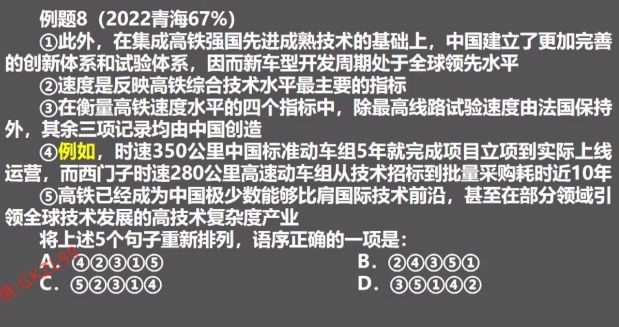 例题8（2022青海67%）
①此外，在集成高铁强国先进成熟技术的基础上，中国建立了更加完善
的创新体系和试验体系，因而新车型开发周期处于全球领先水平
②速度是反映高铁综合技术水平最主要的指标
③在衡量高铁速度水平的四个指标中，除最高线路试验速度由法国保持
外，其余三项记录均由中国创造
④例如，时速350公里中国标准动车组5年就完成项目立项到实际上线
运营，而西门子时速280公里高速动车组从技术招标到批量采购耗时近10年
⑤高铁已经成为中国极少数能够比肩国际技术前沿，甚至在部分领域引
领全球技术发展的高技术复杂度产业
将上述5个句子重新排列，语序正确的一项是：
A．④②③①⑤ B．②④③⑤①
C．⑤②③①④ D．③⑤①④②